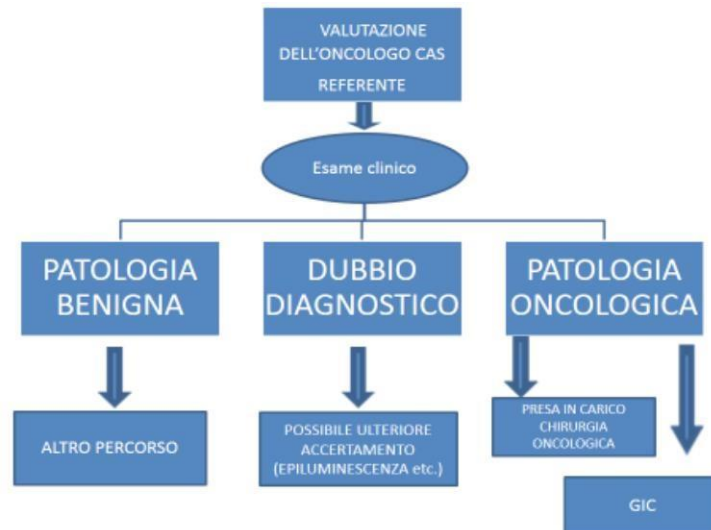 VALUTAZIONE
DELL'ONCOLOGO CAS
REFERENTE
Esame clinico
PATOLOGIA
BENIGNA
DUBBIO
DIAGNOSTICO
PATOLOGIA
ONCOLOGICA
ALTRO PERCORSO
POSSIBILE ULTERIORE
ACCERTAMENTO
(EPILUMINESCENZA etc.)
PRESA IN CARICO
CHIRURGIA
ONCOLOGICA
GIC